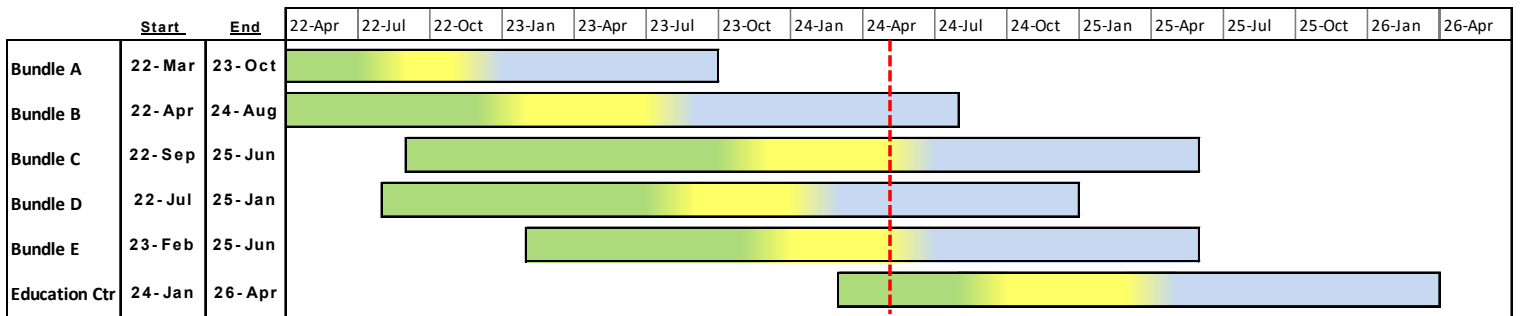 Start End 22-Apr 22-Jul 22-Oct 23-Jan 23-Apr 23-Jul 23-Oct 24-Jan 24-Apr 24-Jul 24-Oct 25-Jan 25-Apr 25-Jul 25-Oct 26-Jan 26-Apr
Bundle A 22-Mar 23-Oct
Bundle B 22-Apr 24-Aug
Bundle C 22-Sep 25-Jun
Bundle D 22-Jul 25-Jan
Bundle E 23-Feb 25-Jun
Education Ctr 24-Jan 26-Apr